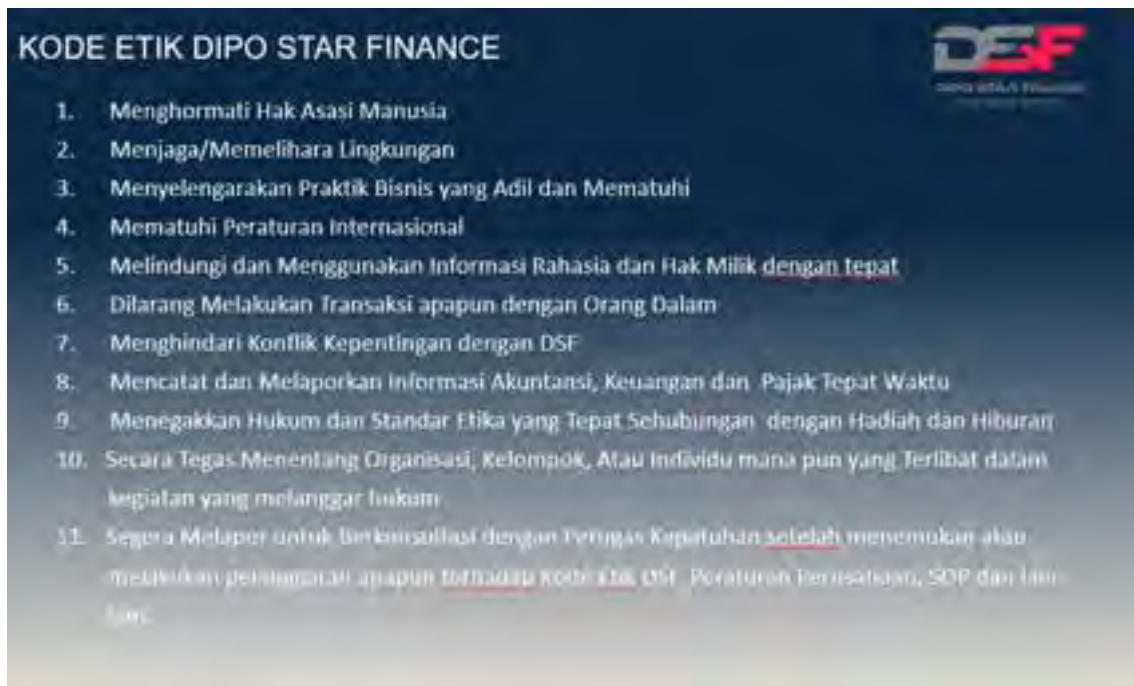 KODE ETIK DIPO STAR FINANCE
DSF
DIPO STAR FINANCE
1. Menghormati Hak Asasi Manusia
2. Menjaga/Memelihara Lingkungan
3. Menyelengarakan Praktik Bisnis yang Adil dan Mematuhi
4. Mematuhi Peraturan Internasional
5. Melindungi dan Menggunakan Informasi Rahasia dan Hak Milik dengan tepat
6. Dilarang Melakukan Transaksi apapun dengan Orang Dalam
7. Menghindari Konflik Kepentingan dengan DSF
8. Mencatat dan Melaporkan Informasi Akuntansi, Keuangan dan Pajak Tepat Waktu
9. Menegakkan Hukum dan Standar Etika yang Tepat Sehubungan dengan Hadiah dan Hiburan
10. Secara Tegas Menentang Organisasi, Kelompok, Atau Individu mana pun yang Terlibat dalam
kegiatan yang melanggar hukum
11. Segera Melapor untuk Berkonsultasi dengan Petugas Kepatuhan setelah menemukan atau
melakukan pelanggaran apapun terhadap Kode Etik DSF Peraturan Perusahaan, SOP dan lain
lain.